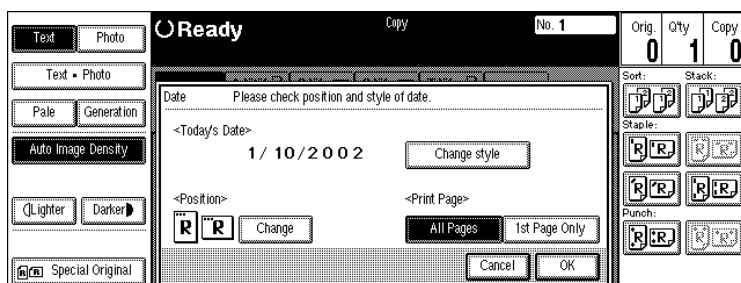 Text
Photo
Text • Photo
Pale
Generation
Auto Image Density
Lighter
Darker
Special Original
Ready
Copy
No. 1
Orig.
Q'ty
Copy
0
1
0
Date
Please check position and style of date.
<Today's Date>
1/10/2002
Change style
<Position>
R
R
Change
<Print Page>
All Pages
1st Page Only
Cancel
OK
Sort:
Stack:
Staple:
Punch: